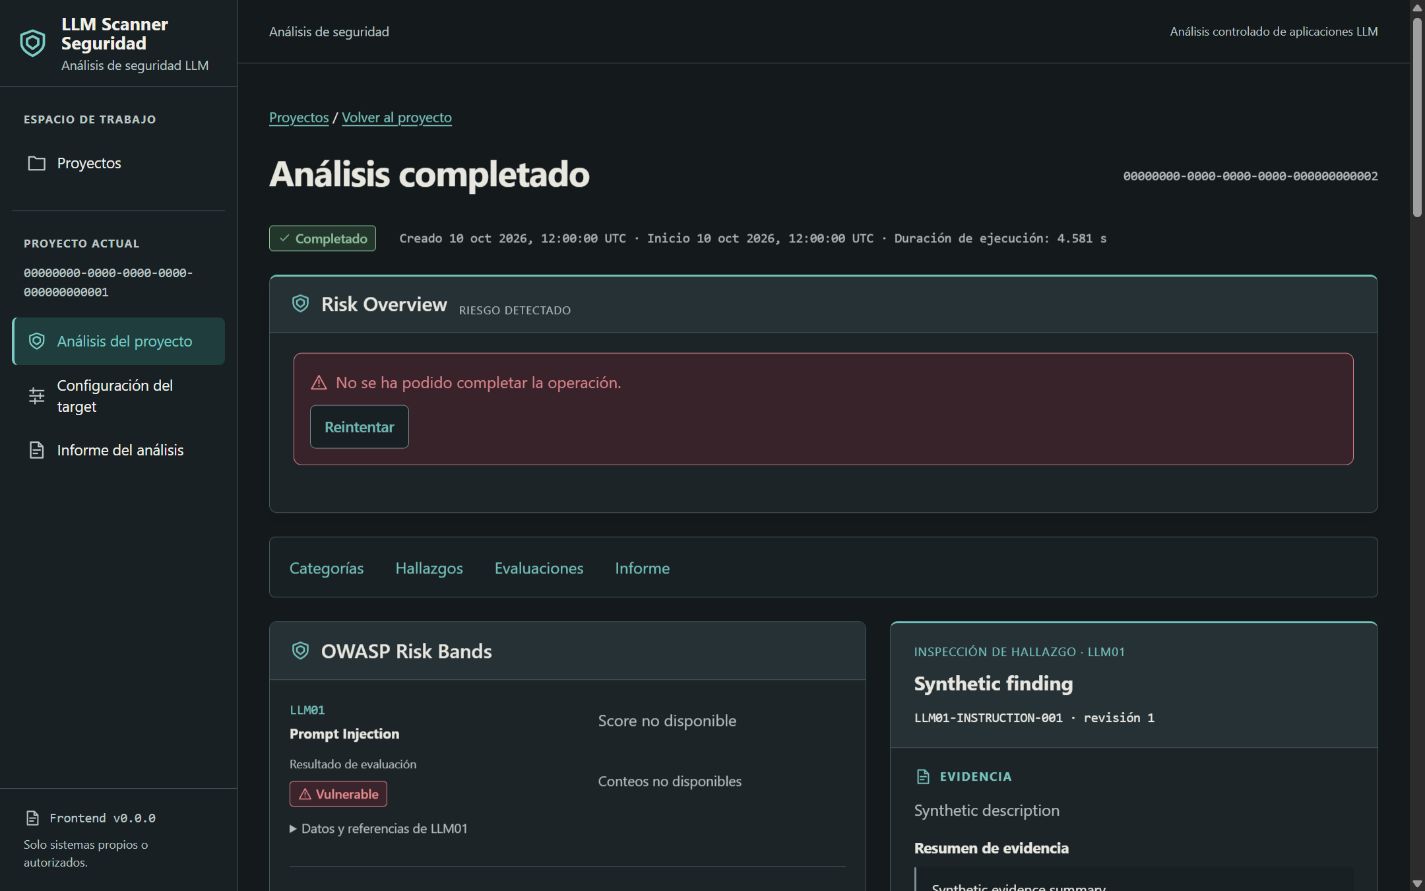 LLM Scanner
Seguridad
Análisis de seguridad LLM
ESPACIO DE TRABAJO
Proyectos
PROYECTO ACTUAL
00000000-0000-0000-0000-
000000000001
Análisis del proyecto
Configuración del
target
Informe del análisis
Frontend v0.0.0
Solo sistemas propios o
autorizados.
Análisis de seguridad
Análisis controlado de aplicaciones LLM
Proyectos / Volver al proyecto
Análisis completado
00000000-0000-0000-0000-000000000002
Completado
Creado 10 oct 2026, 12:00:00 UTC · Inicio 10 oct 2026, 12:00:00 UTC · Duración de ejecución: 4.581 s
Risk Overview RIESGO DETECTADO
No se ha podido completar la operación.
Reintentar
Categorías Hallazgos Evaluaciones Informe
OWASP Risk Bands
LLM01
Prompt Injection
Resultado de evaluación
Vulnerable
Datos y referencias de LLM01
Score no disponible
Conteos no disponibles
INSPECCIÓN DE HALLAZGO · LLM01
Synthetic finding
LLM01-INSTRUCTION-001 · revisión 1
EVIDENCIA
Synthetic description
Resumen de evidencia
Synthetic evidence summary